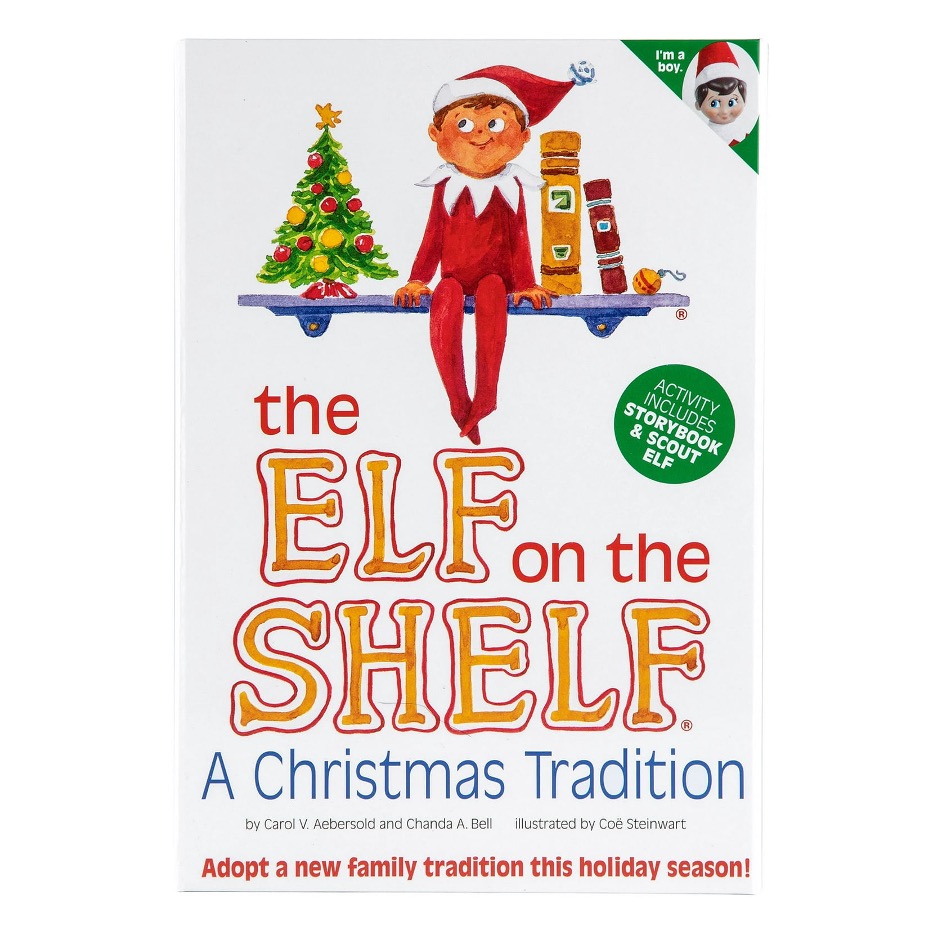 I'm a
boy.
®
the
ACTIVITY
INCLUDES
STORYBOOK
& SCOUT
ELF
ELF on the
SHELF®
A Christmas Tradition
by Carol V. Aebersold and Chanda A. Bell illustrated by Coë Steinwart
Adopt a new family tradition this holiday season!